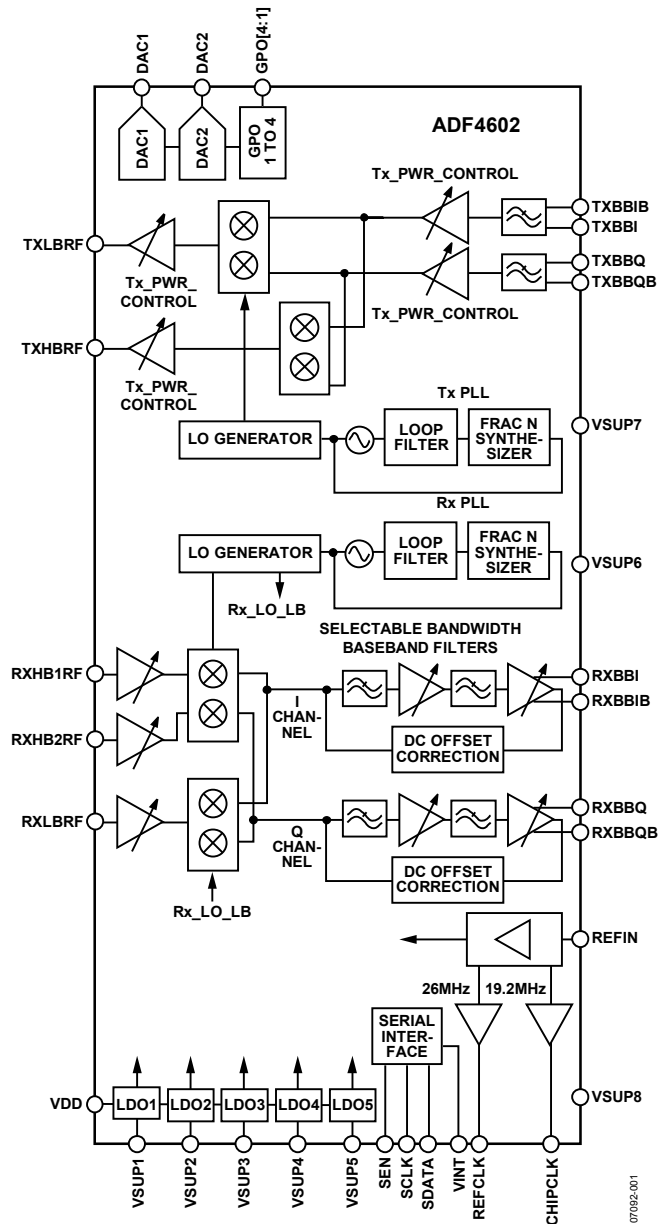 DAC1
DAC2
GPO[4:1]
DAC1
DAC2
GPO
1 TO 4
ADF4602
Tx_PWR_CONTROL
TXBBIB
TXBBI
TXLBRF
TXBBQ
TXBBQB
Tx_PWR_
CONTROL
Tx_PWR_CONTROL
TXHBRF
Tx_PWR_
CONTROL
Tx PLL
LO GENERATOR
LOOP
FILTER
FRAC N
SYNTHE-
SIZER
VSUP7
Rx PLL
LO GENERATOR
LOOP
FILTER
FRAC N
SYNTHE-
SIZER
VSUP6
Rx_LO_LB
SELECTABLE BANDWIDTH
BASEBAND FILTERS
RXHB1RF
RXBBI
RXBBIB
I
CHAN-
NEL
RXHB2RF
DC OFFSET
CORRECTION
RXLBRF
RXBBQ
RXBBQB
Q
CHAN-
NEL
DC OFFSET
CORRECTION
Rx_LO_LB
REFIN
26MHz
19.2MHz
SERIAL
INTER-
FACE
VDD
LDO1
LDO2
LDO3
LDO4
LDO5
VSUP8
VSUP1
VSUP2
VSUP3
VSUP4
VSUP5
SEN
SCLK
SDATA
VINT
REFCLK
CHIPCLK
07092-001